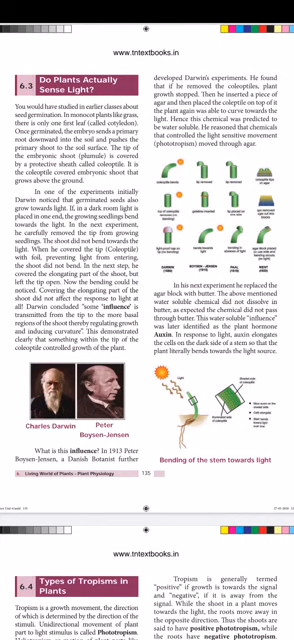 www.tntextbooks.in
6.3
Do Plants Actually
Sense Light?
You would have studied in earlier classes about
seed germination. In monocot plants like grass,
there is only one first leaf (called cotyledon).
Once germinated, the embryo sends a primary
root downward into the soil and pushes the
primary shoot to the soil surface. The tip of
the embryonic shoot (plumule) is covered
by a protective sheath called coleoptile. It is
the coleoptile covered embryonic shoot that
grows above the ground.
In one of the experiments initially
Darwin noticed that germinated seeds also
grow towards light. If, in a dark room light is
placed in one end, the growing seedlings bend
towards the light. In the next experiment,
he carefully removed the tip from growing
seedlings. The shoot did not bend towards the
light. When he covered the tip (Coleoptile)
with foil, preventing light from entering,
the shoot did not bend. In the next step, he
covered the elongating part of the shoot, but
left the tip open. Now the bending could be
noticed. Covering the elongating part of the
shoot did not affect the response to light at
all! Darwin concluded "some 'influence' is
transmitted from the tip to the more basal
regions of the shoot thereby regulating growth
and inducing curvature". This demonstrated
clearly that something within the tip of the
coleoptile controlled growth of the plant.
Charles Darwin
Peter
Boysen-Jensen
What is this influence? In 1913 Peter
Boysen-Jensen, a Danish Botanist further
developed Darwin's experiments. He found
that if he removed the coleoptiles, plant
growth stopped. Then he inserted a piece of
agar and then placed the coleoptile on top of it
the plant again was able to curve towards the
light. Hence this chemical was predicted to
be water soluble. He reasoned that chemicals
that controlled the light sensitive movement
(phototropism) moved through agar.
coleoptile bends
tip removed
tip removed
DARWIN
(1880)
BOYSEN - JENSEN
(1913)
PAAL
WENT
In his next experiment he replaced the
agar block with butter. The above mentioned
water soluble chemical did not dissolve in
butter, as expected the chemical did not pass
through butter. This water soluble "influence"
was later identified as the plant hormone
Auxin. In response to light, auxin elongates
the cells on the dark side of a stem so that the
plant literally bends towards the light source.
Light
Shaded side
of coleoptile
Illuminated side
of coleoptile
Bending of the stem towards light
6. Living World of Plants - Plant Physiology
135
www.tntextbooks.in
6.4
Types of Tropisms in
Plants
Tropism is a growth movement, the direction
of which is determined by the direction of the
stimuli. Unidirectional movement of plant
part to light stimulus is called Phototropism.
Tropism is generally termed
"positive" if growth is towards the signal
and "negative", if it is away from the
signal. While the shoot in a plant moves
towards the light, the roots move away in
the opposite direction. Thus the shoots are
said to have positive phototropism, while
the roots have negative phototropism.